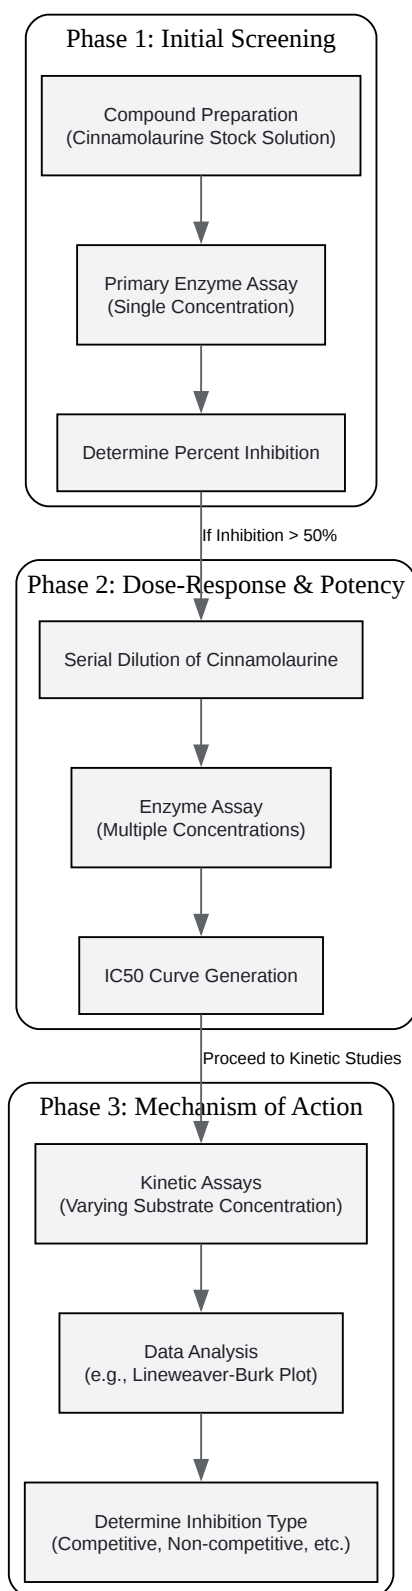 Phase 1: Initial Screening
Compound Preparation
(Cinnamolaurine Stock Solution)
Primary Enzyme Assay
(Single Concentration)
Determine Percent Inhibition
If Inhibition > 50%
Phase 2: Dose-Response & Potency
Serial Dilution of Cinnamolaurine
Enzyme Assay
(Multiple Concentrations)
IC50 Curve Generation
Proceed to Kinetic Studies
Phase 3: Mechanism of Action
Kinetic Assays
(Varying Substrate Concentration)
Data Analysis
(e.g., Lineweaver-Burk Plot)
Determine Inhibition Type
(Competitive, Non-competitive, etc.)